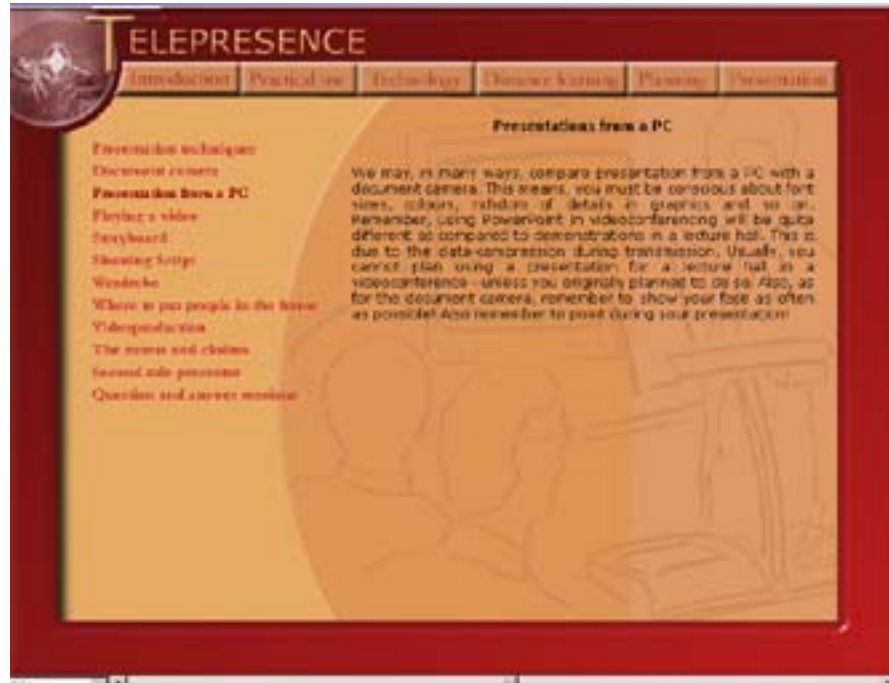 TELEPRESENCE
Introduction Practical use Technology Distance learning Planning Presentation
Presentation techniques
Document camera
Presentation from a PC
Playing a video
Storyboard
Shooting Script
Wardrobe
Where to put people in the frame
Videoproduction
The rooms and
Second side
Question and answer sessions
Presentations from a PC
We may, in many ways, compare presentation from a PC with a
document camera. This means, you must be conscious about font
sizes, colours, of details in graphics and so on.
Remember, using PowerPoint in videoconferencing will be quite
different as compared to demonstrations in a lecture hall. This is
due to the data-compression during transmission. Usually, you
cannot plan using a presentation for a lecture hall in a
videoconference - unless you originally planned to do so. Also, as
for the document camera, remember to show your face as often
as possible! Also remember to point during your presentation!